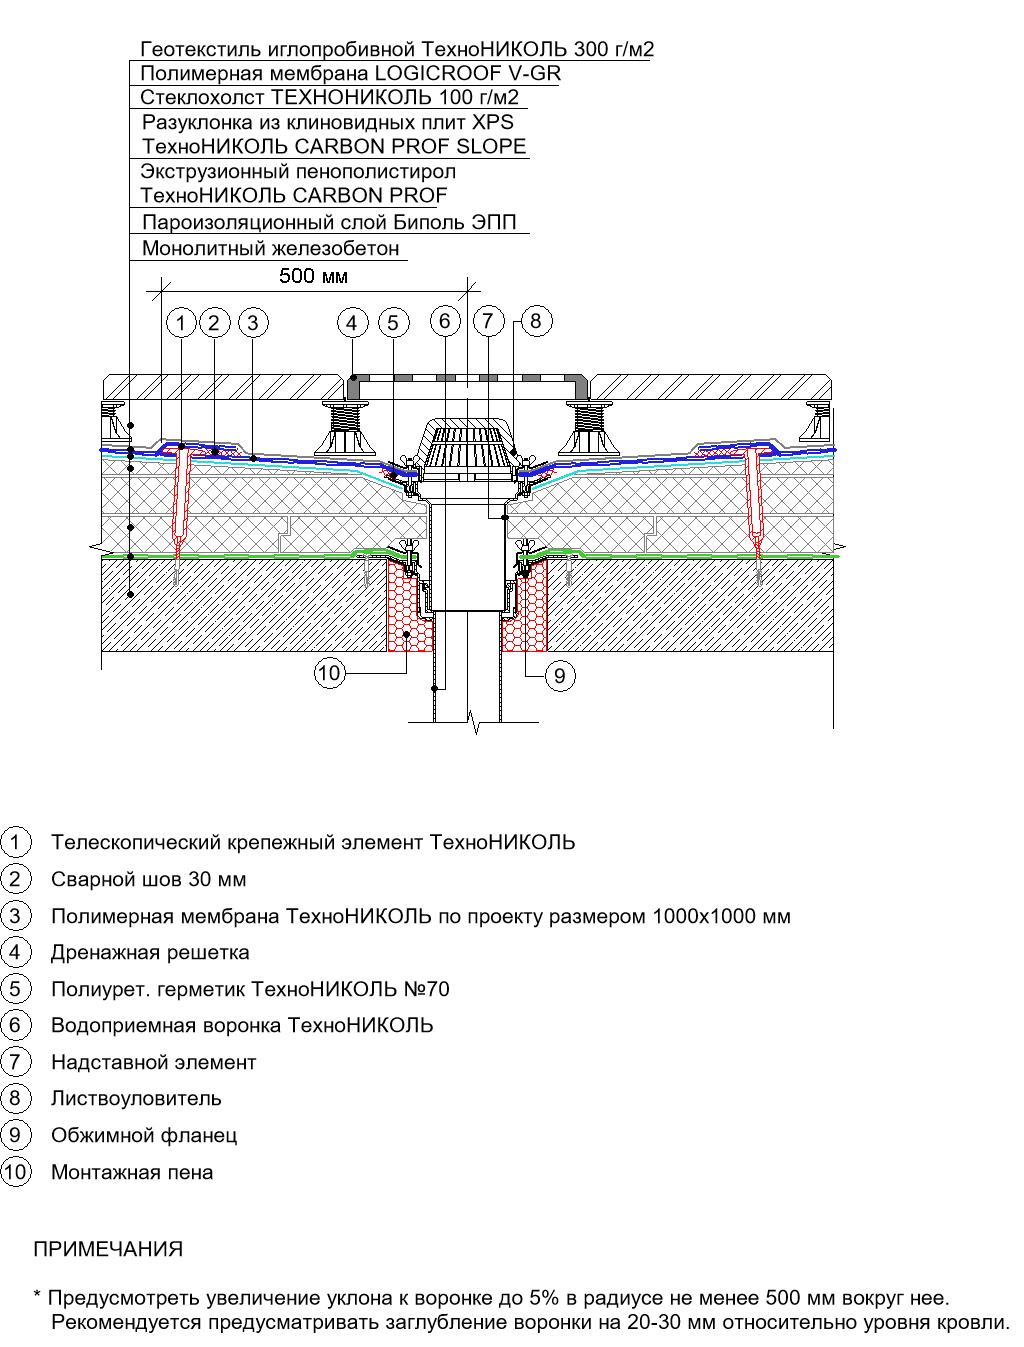 Геотекстиль иглопробивной ТехноНИКОЛЬ 300 г/м2
Полимерная мембрана LOGICROOF V-GR
Стеклохолст ТЕХНОНИКОЛЬ 100 г/м2
Разуклонка из клиновидных плит XPS
ТехноНИКОЛЬ CARBON PROF SLOPE
Экструзионный пенополистирол
ТехноНИКОЛЬ CARBON PROF
Пароизоляционный слой Биполь ЭПП
Монолитный железобетон
500 мм
1 2 3 4 5 6 7 8
10 9
1 Телескопический крепежный элемент ТехноНИКОЛЬ
2 Сварной шов 30 мм
3 Полимерная мембрана ТехноНИКОЛЬ по проекту размером 1000х1000 мм
4 Дренажная решетка
5 Полиурет. герметик ТехноНИКОЛЬ №70
6 Водоприемная воронка ТехноНИКОЛЬ
7 Надставной элемент
8 Листвоуловитель
9 Обжимной фланец
10 Монтажная пена
ПРИМЕЧАНИЯ
* Предусмотреть увеличение уклона к воронке до 5% в радиусе не менее 500 мм вокруг нее.
Рекомендуется предусматривать заглубление воронки на 20-30 мм относительно уровня кровли.